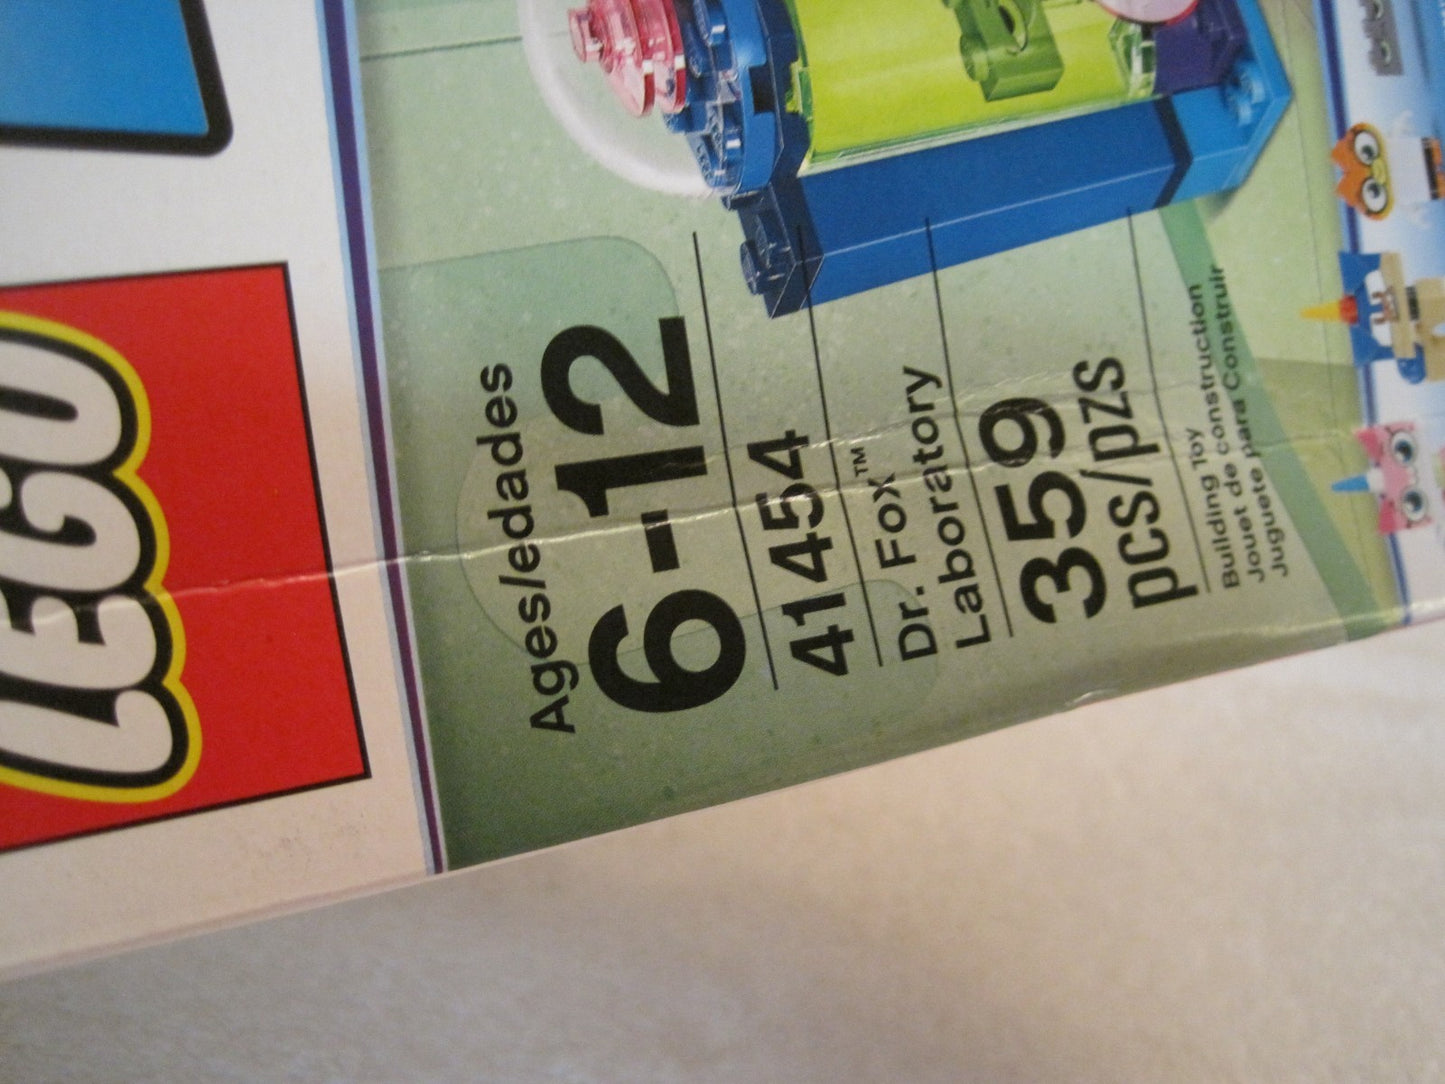 LEGO
Ages/edades
6-12
41454
Dr. Fox™
Laboratory
359
pcs/pzs
Building Toy
Jouet de construction
Juguete para Construir